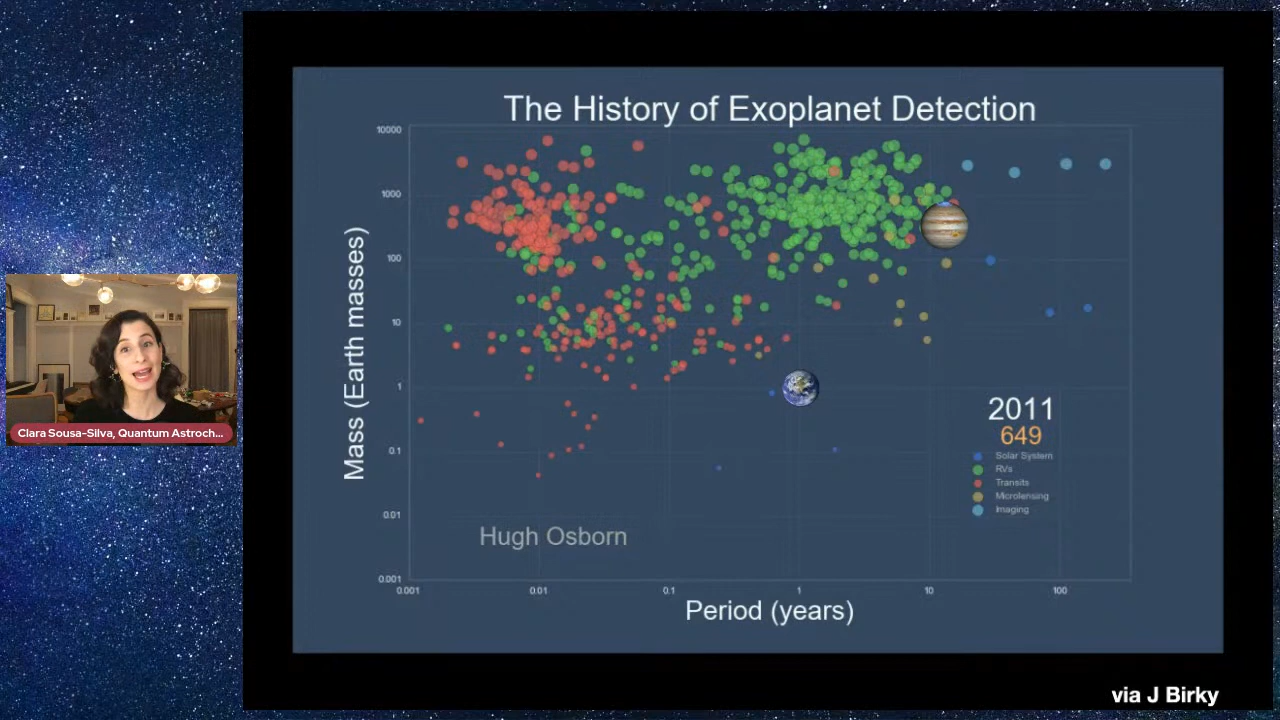 The History of Exoplanet Detection
Mass (Earth masses)
10000
1000
100
10
1
0.1
0.01
0.001
0.001
0.01
0.1
1
10
100
Period (years)
2011
649
Solar System
RVs
Transits
Microlensing
Imaging
Hugh Osborn
Clara Sousa-Silva, Quantum Astroch...
via J Birky